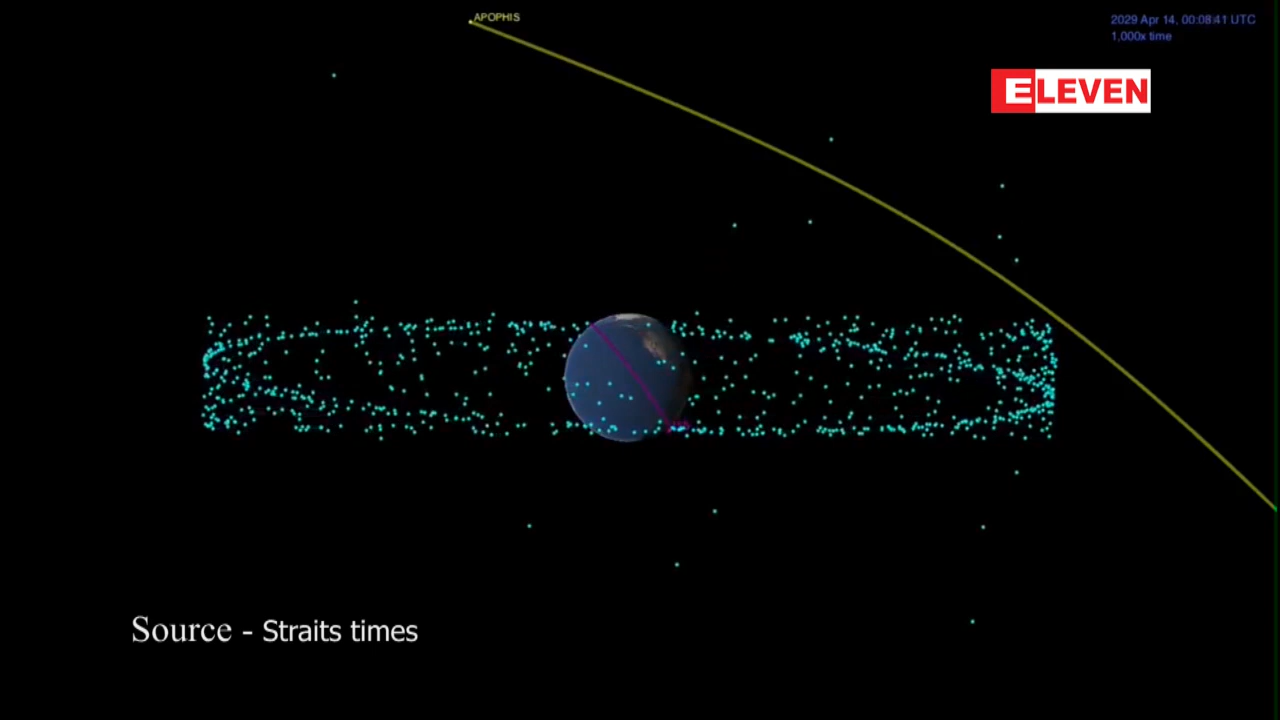 APOPHIS
2029 Apr 14, 00:08:41 UTC
1,000x time
ELEVEN
Source - Straits times